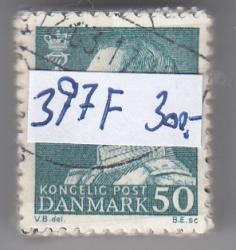 397F 300,-
KONGELIG POST
DANMARK 50
V.B. del. B.E. sc